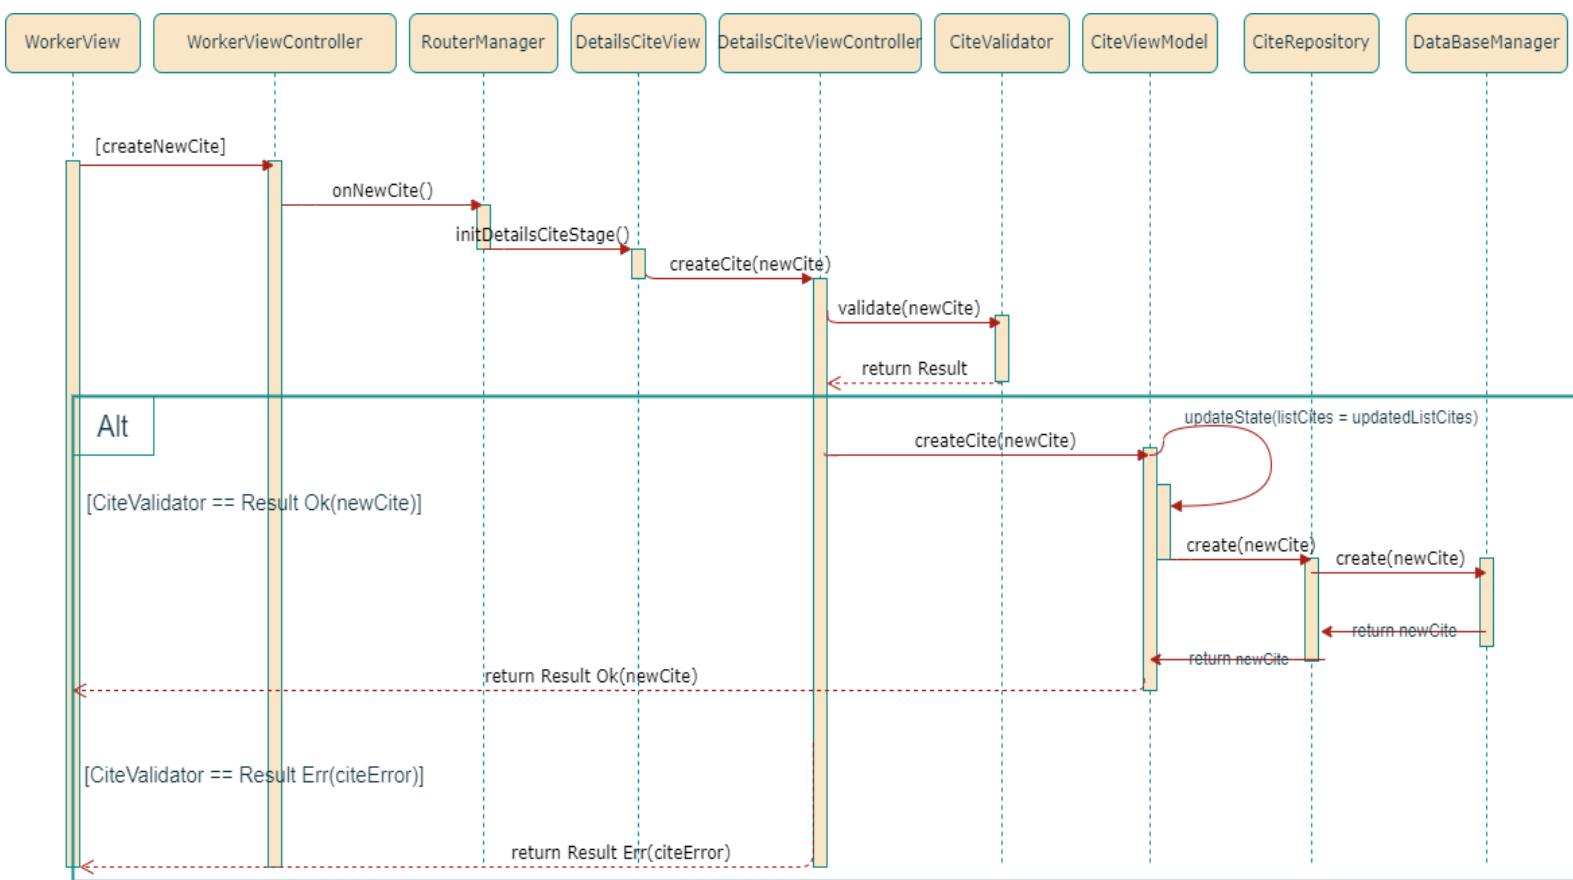 WorkerView
WorkerViewController
RouterManager
DetailsCiteView
DetailsCiteViewController
CiteValidator
CiteViewModel
CiteRepository
DataBaseManager
[createNewCite]
onNewCite()
initDetailsCiteStage()
createCite(newCite)
validate(newCite)
return Result
Alt
updateState(listCites = updatedListCites)
createCite(newCite)
[CiteValidator == Result Ok(newCite)]
create(newCite)
create(newCite)
return newCite
return newCite
return Result Ok(newCite)
[CiteValidator == Result Err(citeError)]
return Result Err(citeError)